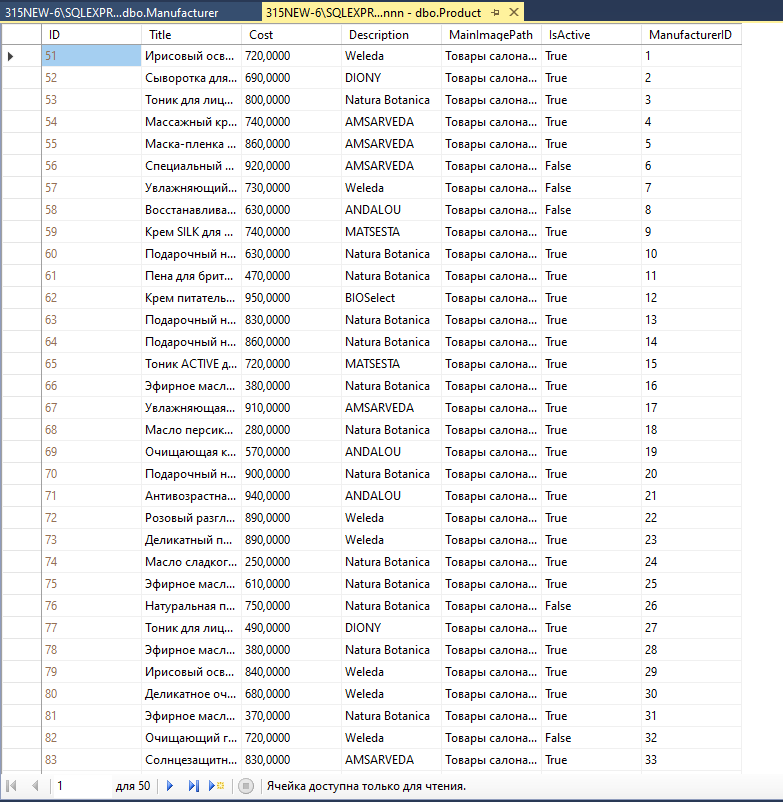 315NEW-6\SQLEXPR...dbo.Manufacturer 315NEW-6\SQLEXPR...nnn - dbo.Product
ID Title Cost Description MainImagePath IsActive ManufacturerID
51 Ирисовый осв... 720,0000 Weleda Товары салона... True 1
52 Сыворотка для... 690,0000 DIONY Товары салона... True 2
53 Тоник для лиц... 800,0000 Natura Botanica Товары салона... True 3
54 Массажный кр... 740,0000 AMSARVEDA Товары салона... True 4
55 Маска-пленка ... 860,0000 AMSARVEDA Товары салона... True 5
56 Специальный ... 920,0000 AMSARVEDA Товары салона... False 6
57 Увлажняющий... 730,0000 Weleda Товары салона... False 7
58 Восстанавлива... 630,0000 ANDALOU Товары салона... False 8
59 Крем SILK для ... 740,0000 MATSESTA Товары салона... True 9
60 Подарочный н... 630,0000 Natura Botanica Товары салона... True 10
61 Пена для брит... 470,0000 Natura Botanica Товары салона... True 11
62 Крем питатель... 950,0000 BIOSelect Товары салона... True 12
63 Подарочный н... 830,0000 Natura Botanica Товары салона... True 13
64 Подарочный н... 860,0000 Natura Botanica Товары салона... True 14
65 Тоник ACTIVE д... 720,0000 MATSESTA Товары салона... True 15
66 Эфирное масл... 380,0000 Natura Botanica Товары салона... True 16
67 Увлажняющая... 910,0000 AMSARVEDA Товары салона... True 17
68 Масло персик... 280,0000 Natura Botanica Товары салона... True 18
69 Очищающая к... 570,0000 ANDALOU Товары салона... True 19
70 Подарочный н... 900,0000 Natura Botanica Товары салона... True 20
71 Антивозрастна... 940,0000 ANDALOU Товары салона... True 21
72 Розовый разгл... 890,0000 Weleda Товары салона... True 22
73 Деликатный п... 890,0000 Weleda Товары салона... True 23
74 Масло сладког... 250,0000 Natura Botanica Товары салона... True 24
75 Эфирное масл... 610,0000 Natura Botanica Товары салона... True 25
76 Натуральная п... 750,0000 Natura Botanica Товары салона... False 26
77 Тоник для лиц... 490,0000 DIONY Товары салона... True 27
78 Эфирное масл... 380,0000 Natura Botanica Товары салона... True 28
79 Ирисовый осв... 840,0000 Weleda Товары салона... True 29
80 Деликатное оч... 680,0000 Weleda Товары салона... True 30
81 Эфирное масл... 370,0000 Natura Botanica Товары салона... True 31
82 Очищающий г... 720,0000 Weleda Товары салона... False 32
83 Солнцезащитн... 830,0000 AMSARVEDA Товары салона... True 33
1 для 50 Ячейка доступна только для чтения.